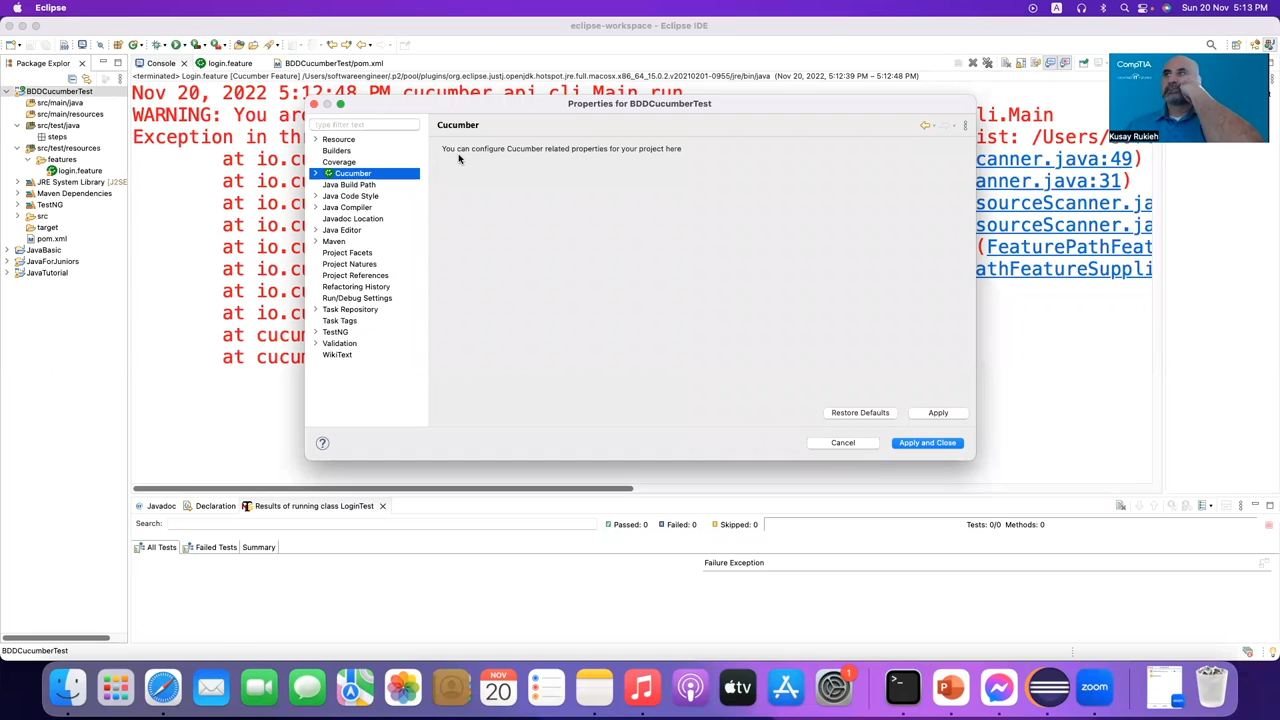 Eclipse
A
Sun 20 Nov 5:13 PM
eclipse-workspace - Eclipse IDE
Package Explorer
Console
login.feature
BDDCucumberTest/pom.xml
<terminated> Login.feature [Cucumber Feature] /Users/softwareengineer/.p2/pool/plugins/org.eclipse.justj.openjdk.hotspot.jre.full.macosx.x86_64_15.0.2.v20210201-0955/jre/bin/java (Nov 20, 2022 5:12:39 PM – 5:12:48 PM)
Nov 20, 2022 5:12:48 PM cucumber.api.cli.Main run
WARNING: You are
li.Main
Exception in th
ist: /Users/
at io.c
canner.java:49)
at io.cu
anner.java:31)
at io.cu
sourceScanner.ja
at io.cu
sourceScanner.ja
at io.cu
(FeaturePathFeat
at io.cu
athFeatureSuppli
at io.cu
at io.cu
at cucum
at cucum
BDDCucumberTest
src/main/java
src/main/resources
src/test/java
steps
src/test/resources
features
login.feature
JRE System Library [J2SE
Maven Dependencies
TestNG
src
target
pom.xml
JavaBasic
JavaForJuniors
JavaTutorial
Properties for BDDCucumberTest
type filter text
Resource
Builders
Coverage
Cucumber
Java Build Path
Java Code Style
Java Compiler
Javadoc Location
Java Editor
Maven
Project Facets
Project Natures
Project References
Refactoring History
Run/Debug Settings
Task Repository
Task Tags
TestNG
Validation
WikiText
Cucumber
You can configure Cucumber related properties for your project here
Restore Defaults
Apply
?
Cancel
Apply and Close
CompTIA
Kusay Rukieh
Javadoc
Declaration
Results of running class LoginTest
Search:
Passed: 0
Failed: 0
Skipped: 0
Tests: 0/0 Methods: 0
All Tests
Failed Tests
Summary
Failure Exception
BDDCucumberTest
NOV
20
tv
1
>_
P
zoom